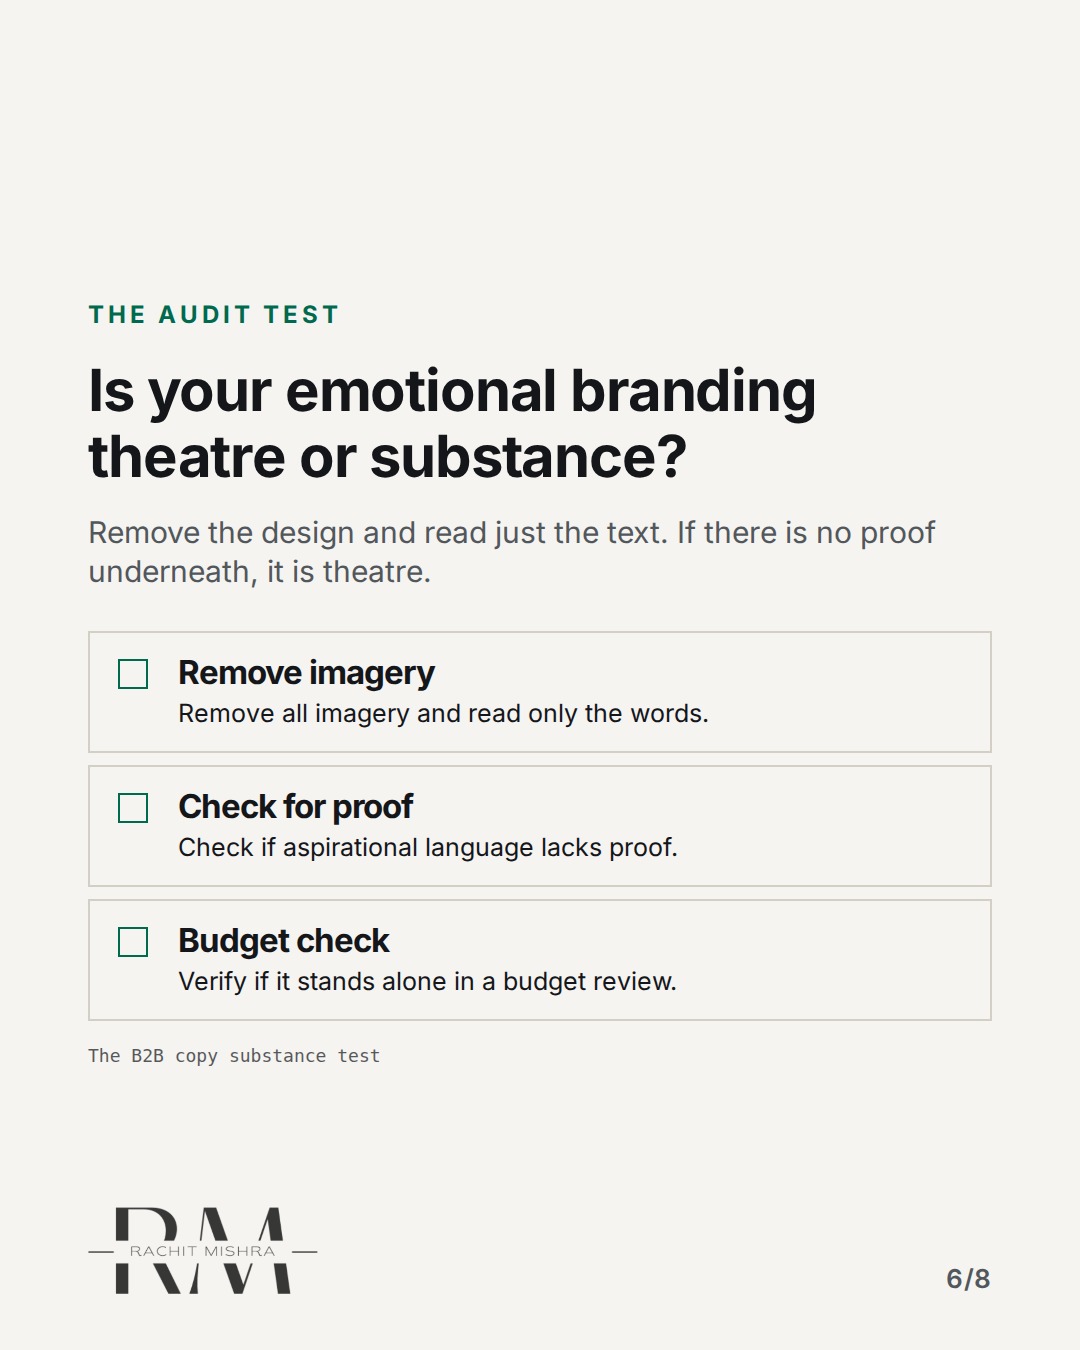 THE AUDIT TEST
Is your emotional branding
theatre or substance?
Remove the design and read just the text. If there is no proof
underneath, it is theatre.
Remove imagery
Remove all imagery and read only the words.
Check for proof
Check if aspirational language lacks proof.
Budget check
Verify if it stands alone in a budget review.
The B2B copy substance test
RM
RACHIT MISHRA
6/8